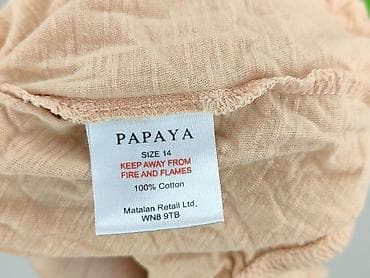 PAPAYA
SIZE 14
KEEP AWAY FROM
FIRE AND FLAMES
100% Cotton
Matalan Retail Ltd,
WN8 9TB